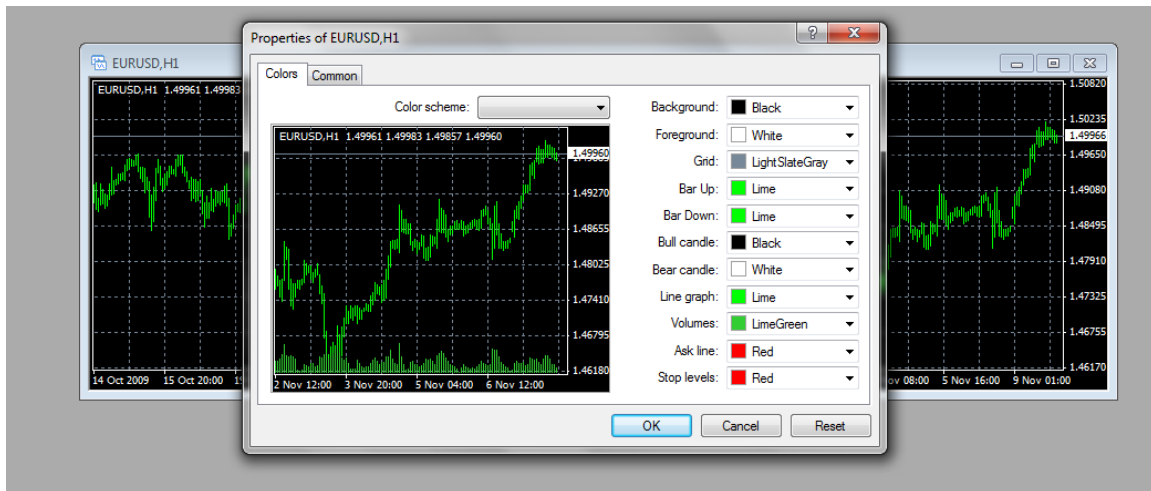 Properties of EURUSD,H1
EURUSD,H1
Colors
Common
EURUSD,H1 1.49961 1.49983
Color scheme:
EURUSD,H1 1.49961 1.49983 1.49857 1.49960
1.49960
1.49270
1.48655
1.48025
1.47410
1.46795
1.46180
2 Nov 12:00
3 Nov 20:00
5 Nov 04:00
6 Nov 12:00
Background: Black
Foreground: White
Grid: LightSlateGray
Bar Up: Lime
Bar Down: Lime
Bull candle: Black
Bear candle: White
Line graph: Lime
Volumes: LimeGreen
Ask line: Red
Stop levels: Red
1.50820
1.50235
1.49966
1.49650
1.49080
1.48495
1.47910
1.47325
1.46755
1.46170
14 Oct 2009
15 Oct 20:00
08:00
5 Nov 16:00
9 Nov 01:00
OK
Cancel
Reset